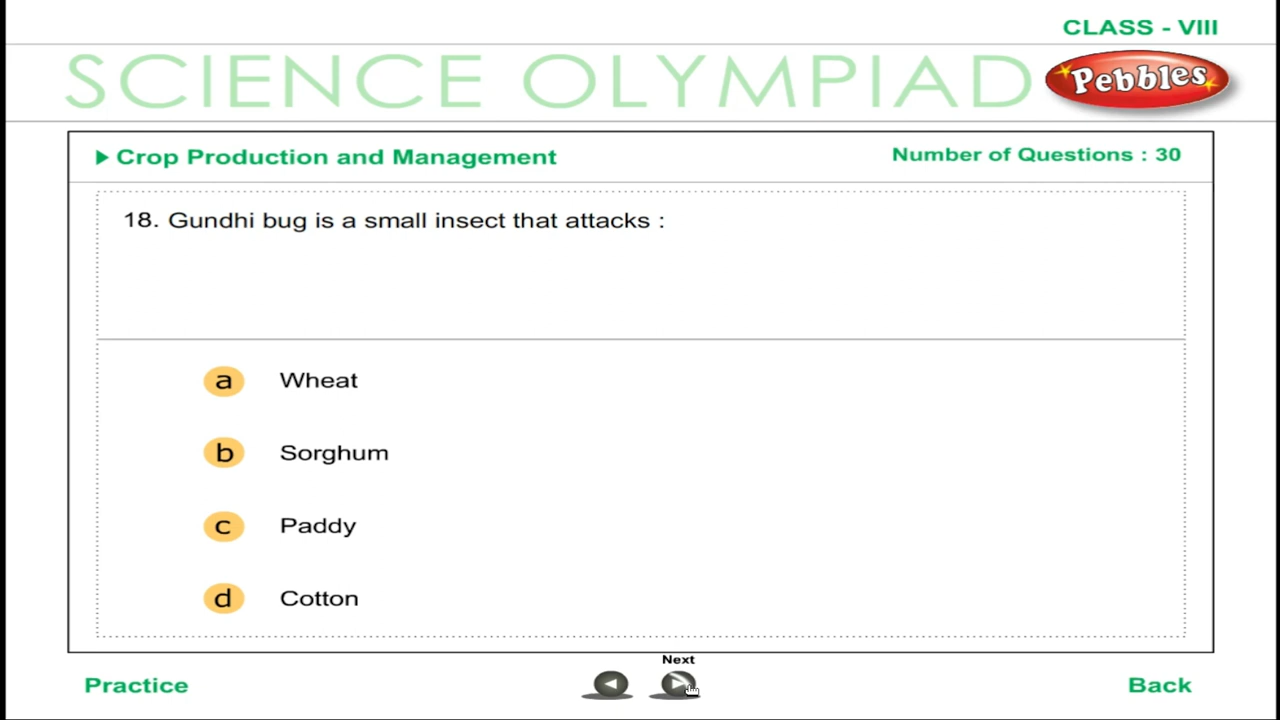 CLASS - VIII
SCIENCE OLYMPIAD
Pebbles
Crop Production and Management
Number of Questions : 30
18. Gundhi bug is a small insect that attacks :
a Wheat
b Sorghum
c Paddy
d Cotton
Next
Practice
Back